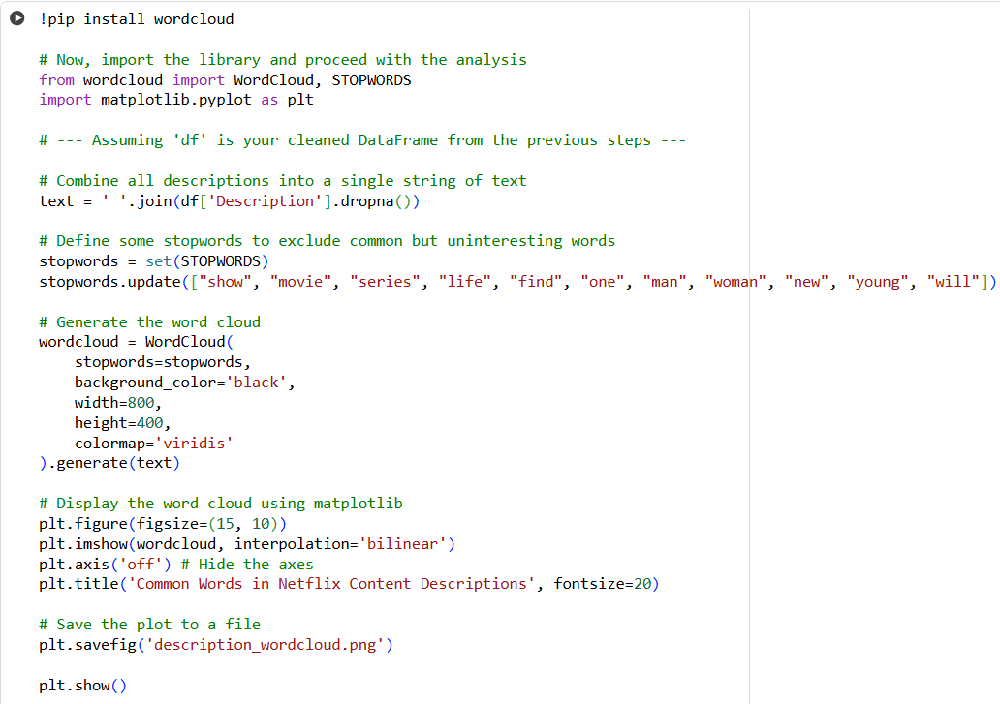 !pip install wordcloud
# Now, import the library and proceed with the analysis
from wordcloud import WordCloud, STOPWORDS
import matplotlib.pyplot as plt
# --- Assuming 'df' is your cleaned DataFrame from the previous steps ---
# Combine all descriptions into a single string of text
text = ' '.join(df['Description'].dropna())
# Define some stopwords to exclude common but uninteresting words
stopwords = set(STOPWORDS)
stopwords.update(["show", "movie", "series", "life", "find", "one", "man", "woman", "new", "young", "will"])
# Generate the word cloud
wordcloud = WordCloud(
    stopwords=stopwords,
    background_color='black',
    width=800,
    height=400,
    colormap='viridis'
).generate(text)
# Display the word cloud using matplotlib
plt.figure(figsize=(15, 10))
plt.imshow(wordcloud, interpolation='bilinear')
plt.axis('off') # Hide the axes
plt.title('Common Words in Netflix Content Descriptions', fontsize=20)
# Save the plot to a file
plt.savefig('description_wordcloud.png')
plt.show()